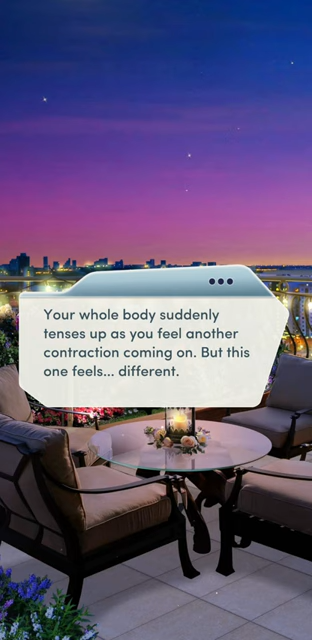 Your whole body suddenly
tenses up as you feel another
contraction coming on. But this
one feels... different.